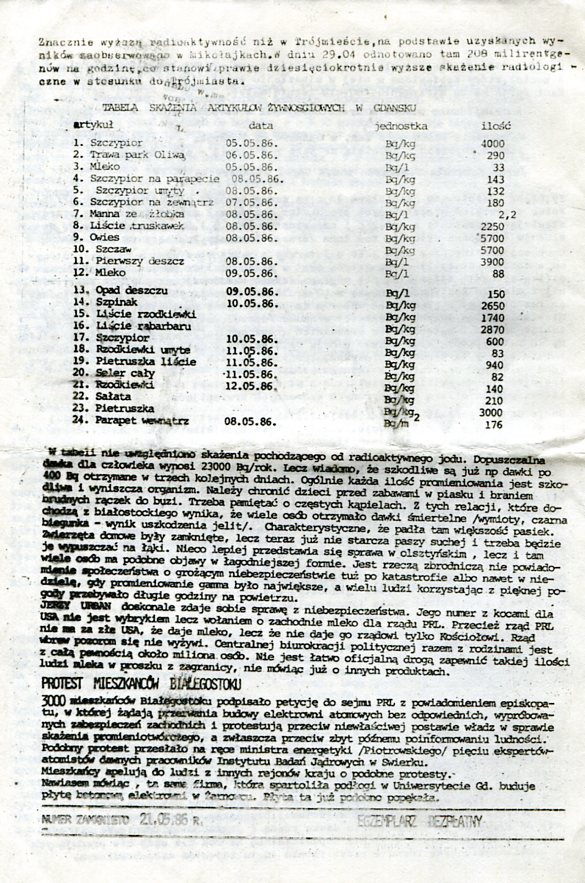 Znacznie wyższą radioaktywność niż w Trójmieście,na podstawie uzyskanych wy-
ników zaobserwowano w Mikołajkach.W dniu 29.04 odnotowano tam 208 milirentge-
nów na godzinę,co stanowi prawie dziesięciokrotnie wyższe skażenie radiologi -
czne w stosunku do Trójmiasta.
TABELA SKAŻENIA ARTYKUŁÓW ŻYWNOŚCIOWYCH W GDAŃSKU
artykuł data jednostka ilość
1. Szczypior 05.05.86. Bq/kg 4000
2. Trawa park Oliwa 06.05.86. Bq/kg 290
3. Mleko 05.05.86. Bq/l 33
4. Szczypior na parapecie 08.05.86. Bq/kg 143
5. Szczypior umyty 08.05.86. Bq/kg 132
6. Szczypior na zewnątrz 07.05.86. Bq/kg 180
7. Manna ze żłobka 08.05.86. Bq/l 2,2
8. Liście truskawek 08.05.86. Bq/kg 2250
9. Owies 08.05.86. Bq/kg 5700
10. Szczaw Bq/kg 5700
11. Pierwszy deszcz 08.05.86. Bq/l 3900
12. Mleko 09.05.86. Bq/l 88
13. Opad deszczu 09.05.86. Bq/l 150
14. Szpinak 10.05.86. Bq/kg 2650
15. Liście rzodkiewki Bq/kg 1740
16. Liście rabarbaru Bq/kg 2870
17. Szczypior 10.05.86. Bq/kg 600
18. Rzodkiewki umyte 11.05.86. Bq/kg 83
19. Pietruszka liście 11.05.86. Bq/kg 940
20. Seler cały 11.05.86. Bq/kg 82
21. Rzodkiewki 12.05.86. Bq/kg 140
22. Sałata Bq/kg 210
23. Pietruszka Bq/kg 3000
24. Parapet wewnątrz 08.05.86. Bq/m² 176
W tabeli nie uwzględniono skażenia pochodzącego od radioaktywnego jodu. Dopuszczalna
dawka dla człowieka wynosi 23000 Bq/rok. Lecz wiadomo, że szkodliwe są już np dawki po
400 Bq otrzymane w trzech kolejnych dniach. Ogólnie każda ilość promieniowania jest szko-
dliwa i wyniszcza organizm. Należy chronić dzieci przed zabawami w piasku i braniem
brudnych rączek do buzi. Trzeba pamiętać o częstych kąpielach. Z tych relacji, które do-
chodzą z białostockiego wynika, że wiele osób otrzymało dawki śmiertelne /wymioty, czarna
biegunka - wynik uszkodzenia jelit/. Charakterystyczne, że padła tam większość pasiek.
Zwierzęta domowe były zamknięte, lecz teraz już nie starcza paszy suchej i trzeba będzie
je wypuszczać na łąki. Nieco lepiej przedstawia się sprawa w olsztyńskim , lecz i tam
wiele osób ma podobne objawy w łagodniejszej formie. Jest rzeczą zbrodniczą nie powiado-
mienie społeczeństwa o grożącym niebezpieczeństwie tuż po katastrofie albo nawet w nie-
dzielę, gdy promieniowanie gamma było największe, a wielu ludzi korzystając z pięknej po-
gody przebywało długie godziny na powietrzu.
JERZY URBAN doskonale zdaje sobie sprawę z niebezpieczeństwa. Jego numer z kocami dla
USA nie jest wybrykiem lecz wołaniem o zachodnie mleko dla rządu PRL. Przecież rząd PRL
nie ma za złe USA, że daje mleko, lecz że nie daje go rządowi tylko Kościołowi. Rząd
wbrew pozorom się nie wyżywi. Centralnej biurokracji politycznej razem z rodzinami jest
z całą pewnością około miliona osób. Nie jest łatwo oficjalną drogą zapewnić takiej ilości
ludzi mleka w proszku z zagranicy, nie mówiąc już o innych produktach.
PROTEST MIESZKAŃCÓW BIAŁEGOSTOKU
3000 mieszkańców Białegostoku podpisało petycję do sejmu PRL z powiadomieniem episkopa-
tu, w której żądają przerwania budowy elektrowni atomowych bez odpowiednich, wypróbowa-
nych zabezpieczeń zachodnich i protestują przeciw niewłaściwej postawie władz w sprawie
skażenia promieniotwórczego, a zwłaszcza przeciw zbyt późnemu poinformowaniu ludności.
Podobny protest przesłało na ręce ministra energetyki /Piotrowskiego/ pięciu ekspertów-
atomistów dawnych pracowników Instytutu Badań Jądrowych w Świerku.
Mieszkańcy apelują do ludzi z innych rejonów kraju o podobne protesty.
Nawiasem mówiąc , ta sama firma, która spartoliła podłogi w Uniwersytecie Gd. buduje
płytę betonową elektrowni w Żarnowcu. Płyta ta już podobno popękała.
NUMER ZAMKNIĘTO 21.05.86 R. EGZEMPLARZ BEZPŁATNY